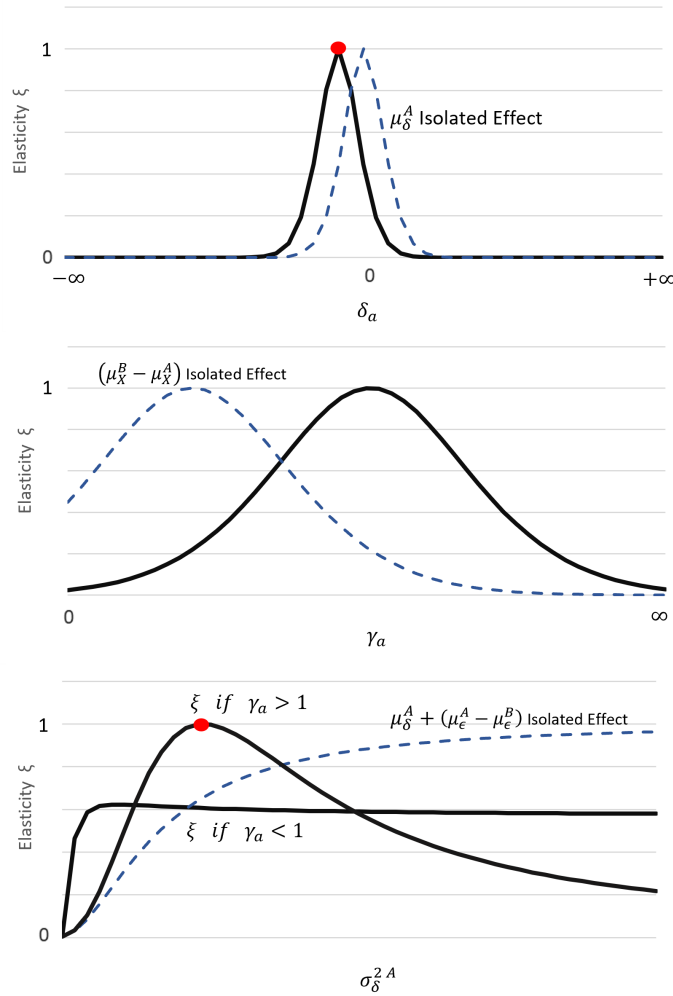 1
μ_δ^A Isolated Effect
Elasticity ξ
0
−∞ 0 +∞
δ_a
(μ_X^B − μ_X^A) Isolated Effect
1
Elasticity ξ
0 ∞
γ_a
ξ if γ_a > 1
μ_δ^A + (μ_ϵ^A − μ_ϵ^B) Isolated Effect
1
Elasticity ξ
ξ if γ_a < 1
0
σ_δ^{2 A}